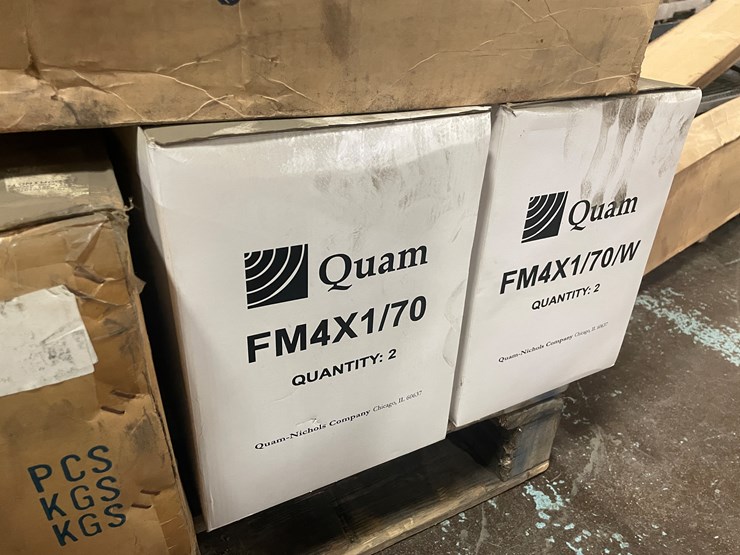 Quam
FM4X1/70
QUANTITY: 2
Quam-Nichols Company Chicago, IL 60637
Quam
FM4X1/70/W
QUANTITY: 2
Quam-Nichols Company Chicago, IL 60637
PCS
KGS
KGS